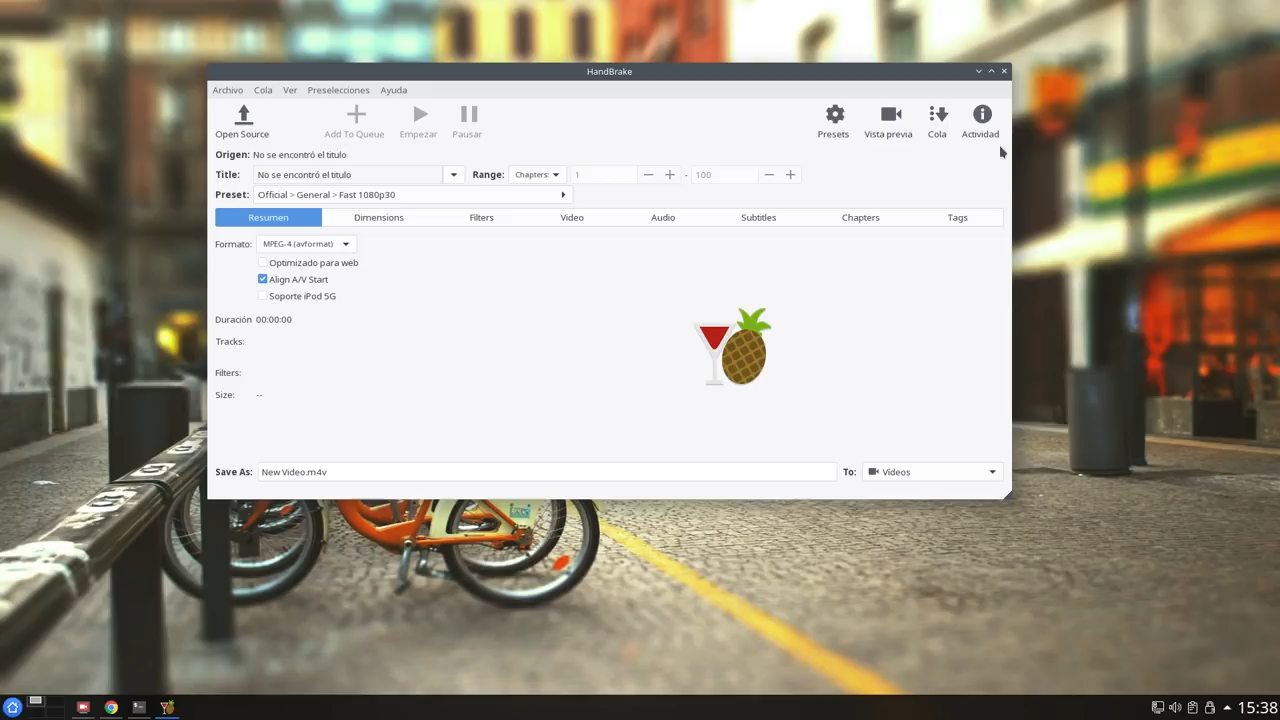 HandBrake
Archivo Cola Ver Preselecciones Ayuda
Open Source Add To Queue Empezar Pausar Presets Vista previa Cola Actividad
Origen: No se encontró el titulo
Title: No se encontró el titulo Range: Chapters: 1 - 100
Preset: Official > General > Fast 1080p30
Resumen Dimensions Filters Video Audio Subtitles Chapters Tags
Formato: MPEG-4 (avformat)
Optimizado para web
Align A/V Start
Soporte iPod 5G
Duración 00:00:00
Tracks:
Filters:
Size: --
Save As: New Video.m4v To: Vídeos
15:38